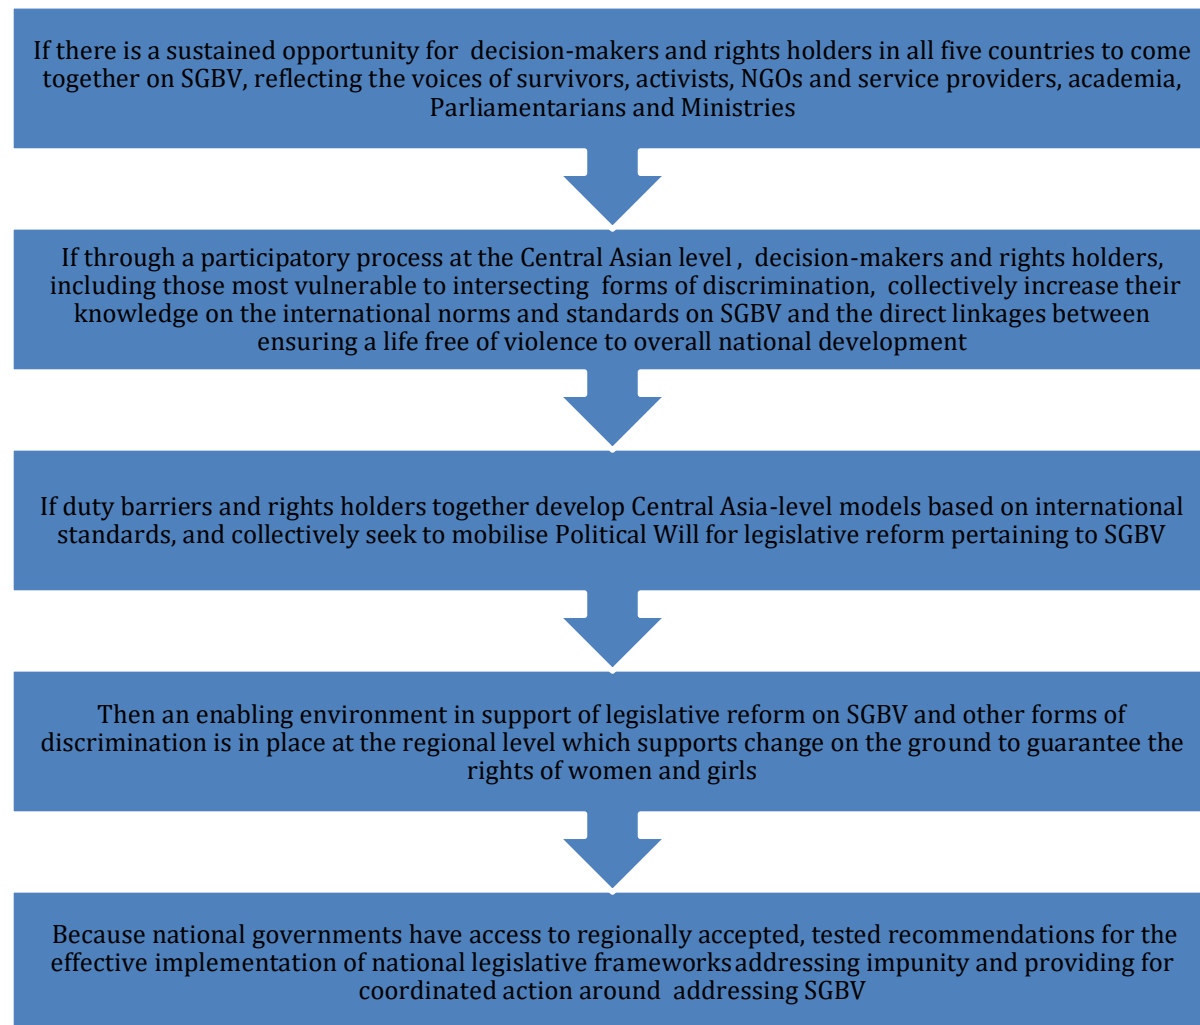 If there is a sustained opportunity for decision-makers and rights holders in all five countries to come
together on SGBV, reflecting the voices of survivors, activists, NGOs and service providers, academia,
Parliamentarians and Ministries
If through a participatory process at the Central Asian level , decision-makers and rights holders,
including those most vulnerable to intersecting forms of discrimination, collectively increase their
knowledge on the international norms and standards on SGBV and the direct linkages between
ensuring a life free of violence to overall national development
If duty barriers and rights holders together develop Central Asia-level models based on international
standards, and collectively seek to mobilise Political Will for legislative reform pertaining to SGBV
Then an enabling environment in support of legislative reform on SGBV and other forms of
discrimination is in place at the regional level which supports change on the ground to guarantee the
rights of women and girls
Because national governments have access to regionally accepted, tested recommendations for the
effective implementation of national legislative frameworks addressing impunity and providing for
coordinated action around addressing SGBV